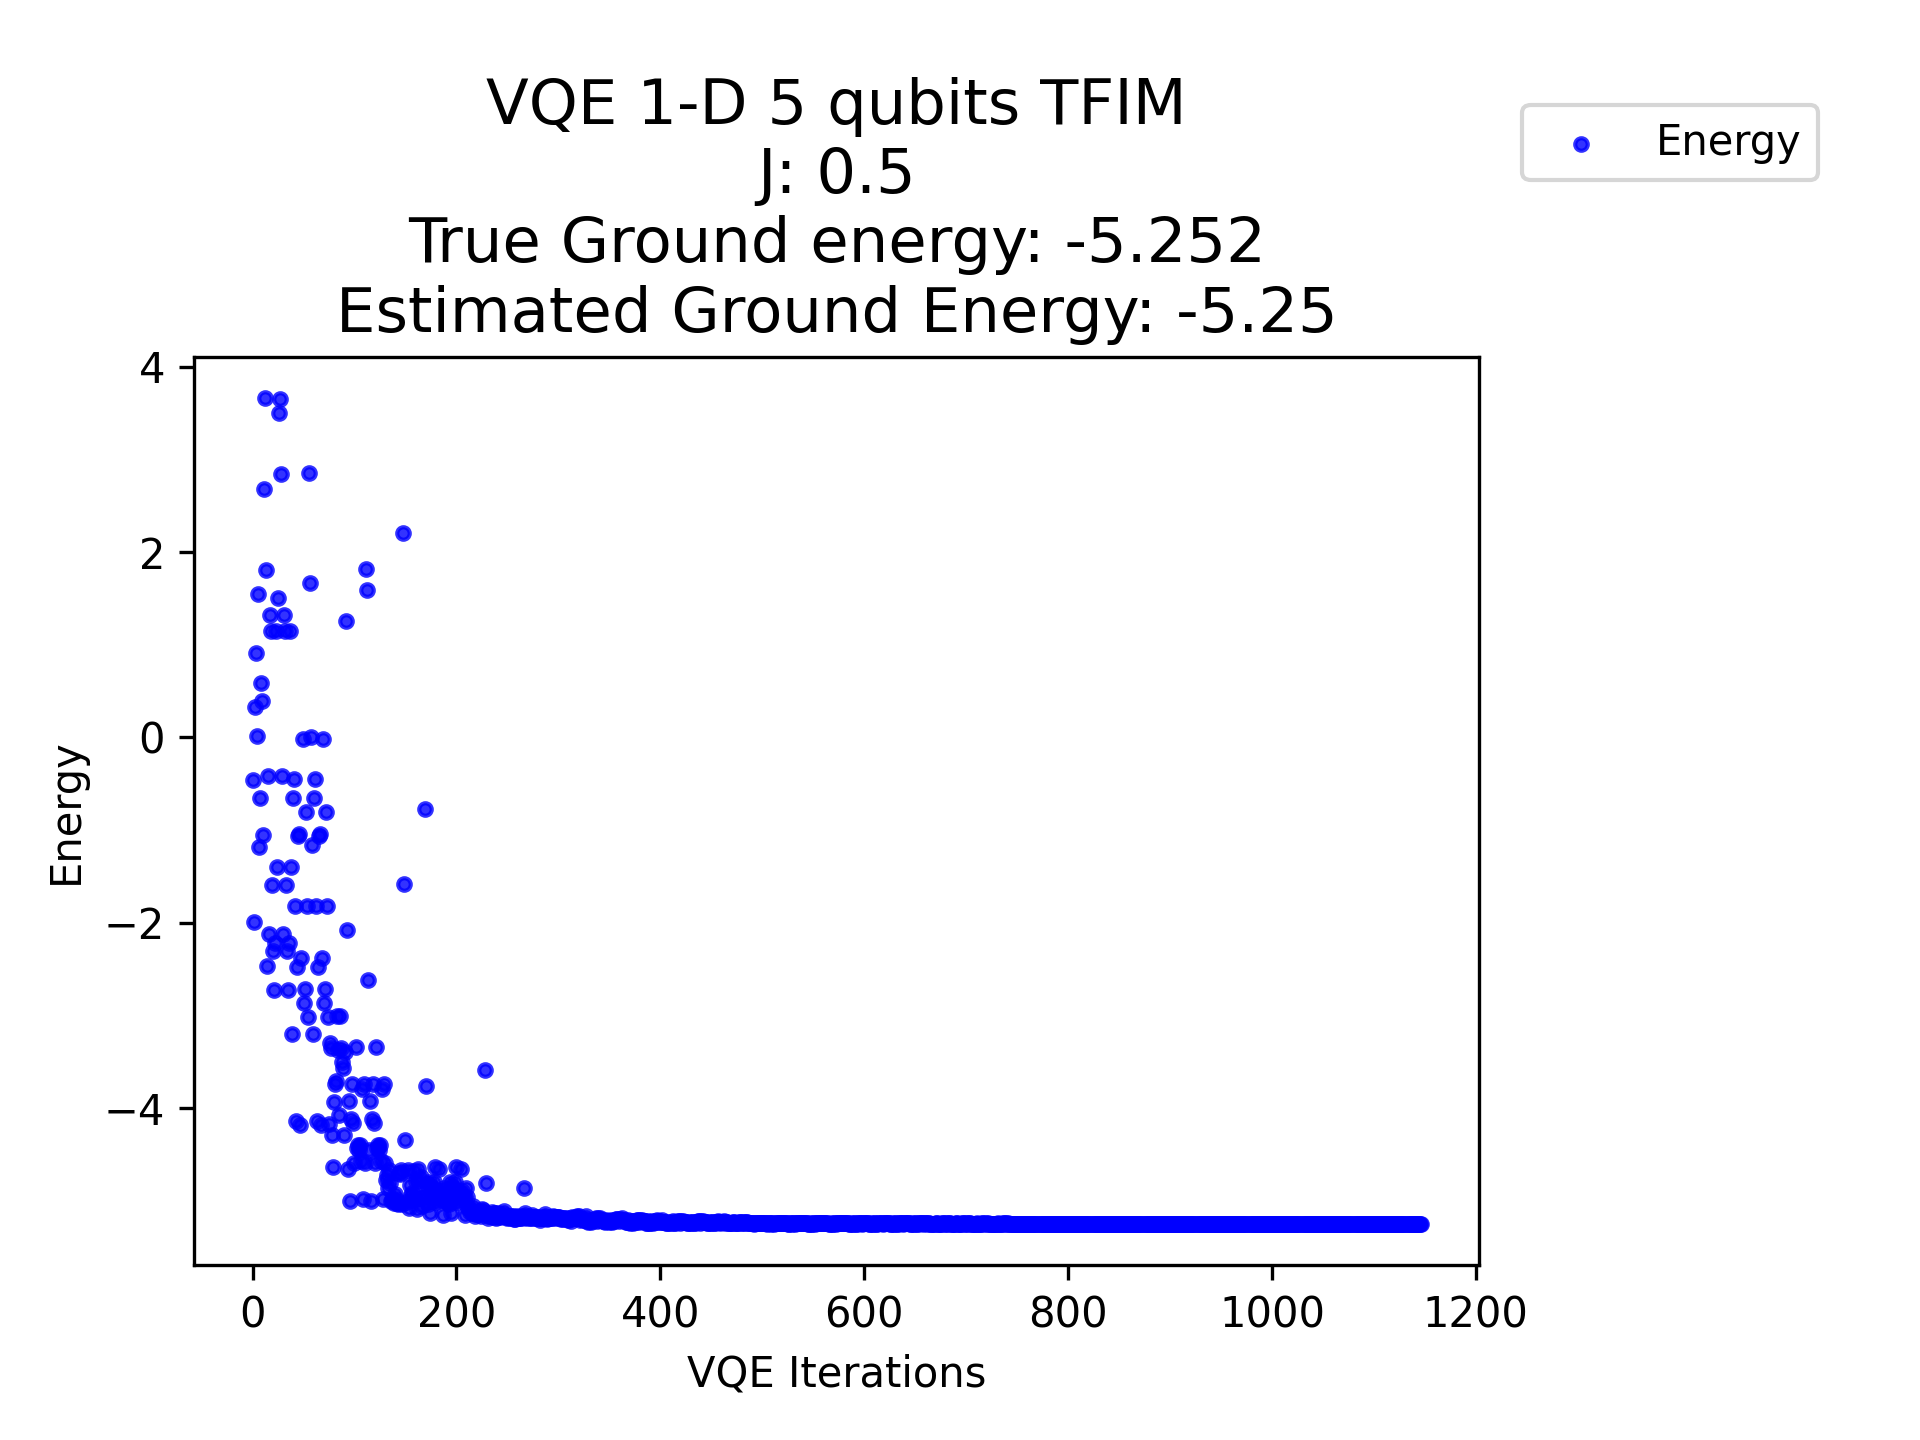 VQE 1-D 5 qubits TFIM
J: 0.5
True Ground energy: -5.252
Estimated Ground Energy: -5.25
Energy
4
2
0
−2
−4
Energy
0 200 400 600 800 1000 1200
VQE Iterations